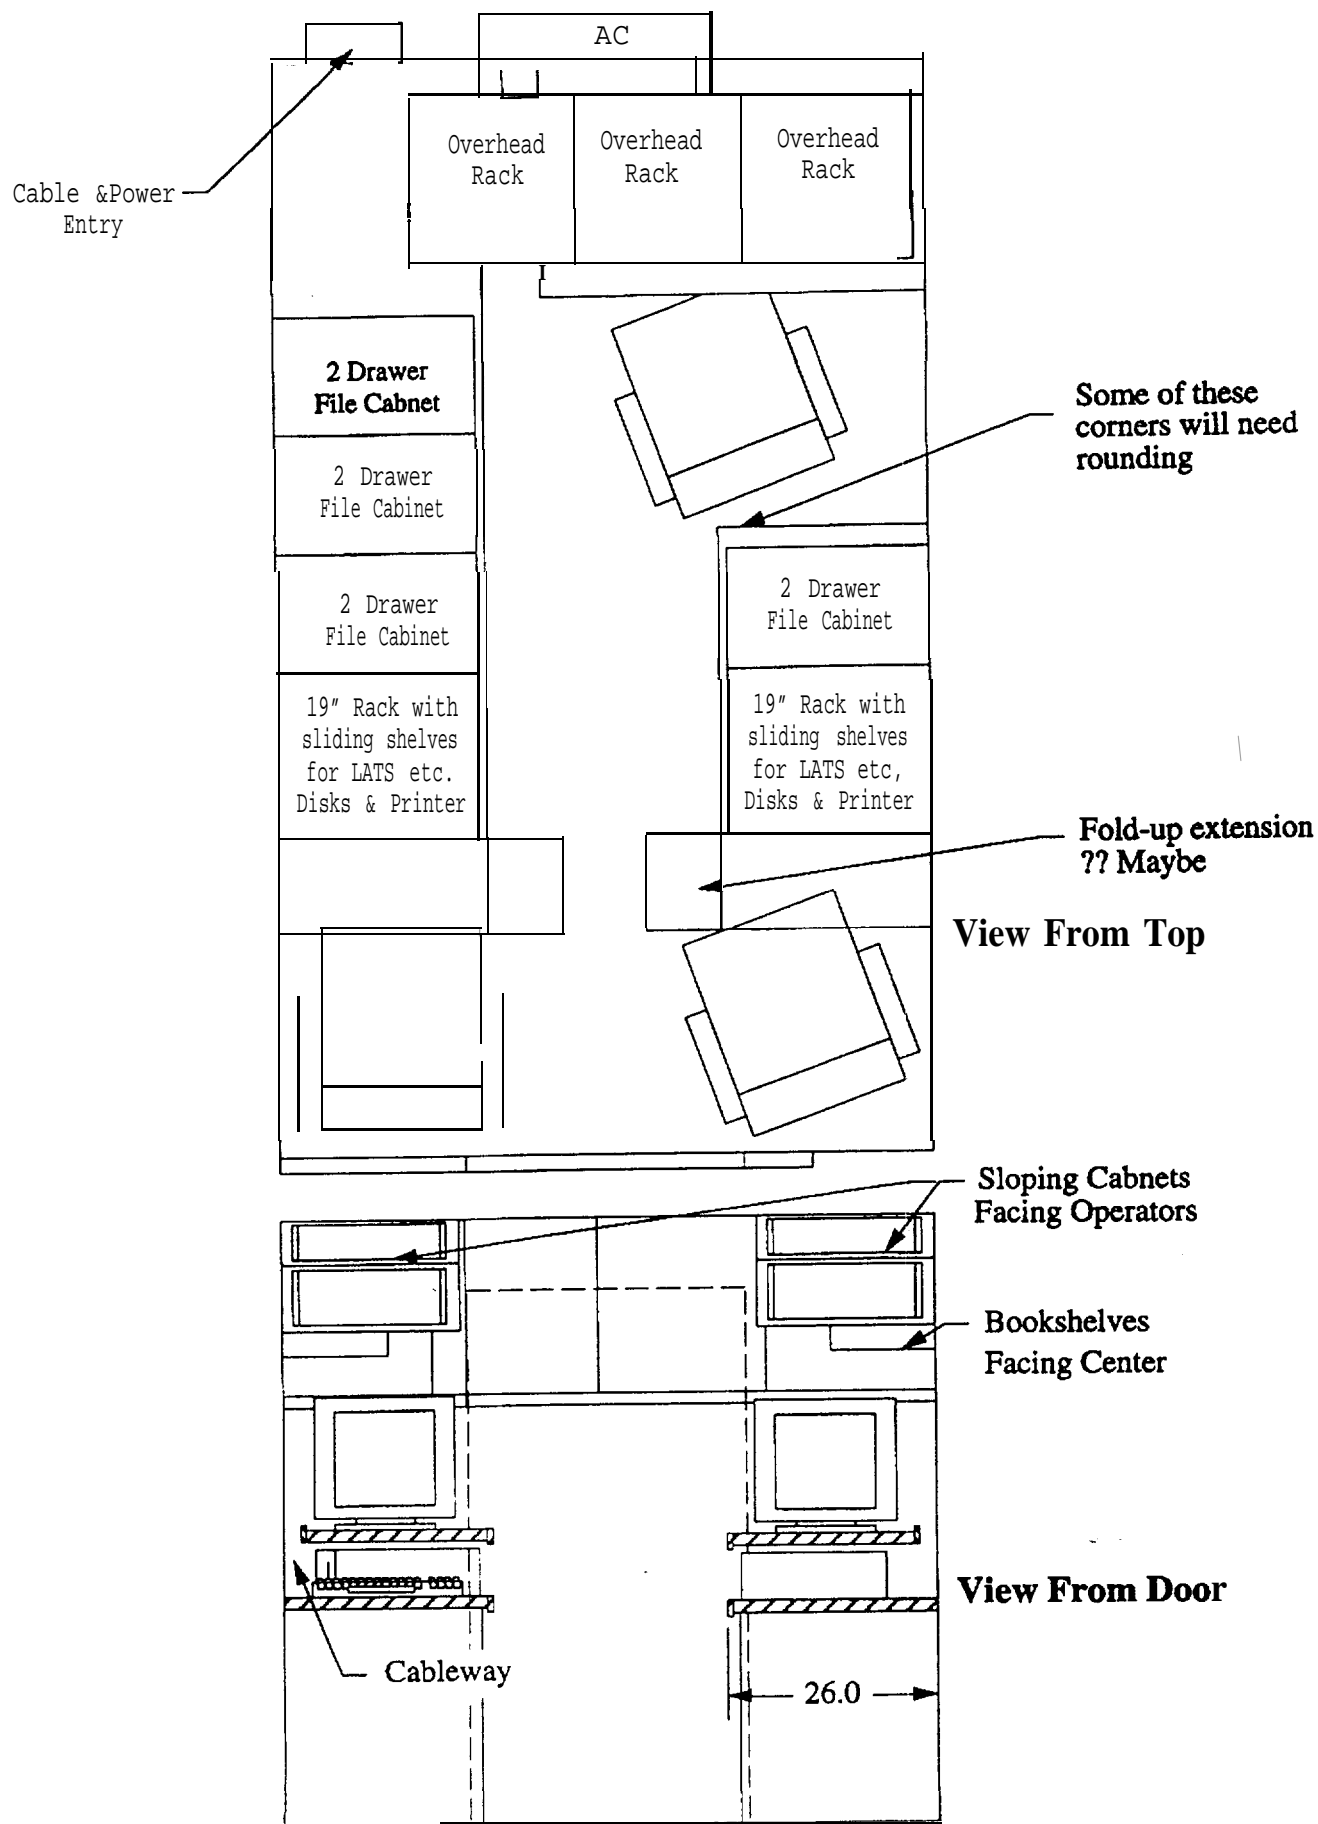 AC
Overhead
Rack
Overhead
Rack
Overhead
Rack
Cable &Power
Entry
2 Drawer
File Cabnet
Some of these
corners will need
rounding
2 Drawer
File Cabinet
2 Drawer
File Cabinet
2 Drawer
File Cabinet
19″ Rack with
sliding shelves
for LATS etc.
Disks & Printer
19″ Rack with
sliding shelves
for LATS etc,
Disks & Printer
Fold-up extension
?? Maybe
View From Top
Sloping Cabnets
Facing Operators
Bookshelves
Facing Center
View From Door
Cableway
26.0